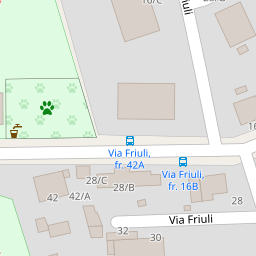 16/C
Friuli
Via Friuli,
fr. 42A
Via Friuli,
fr. 16B
28/C
28/B
42
42/A
28
Via Friuli
32
30